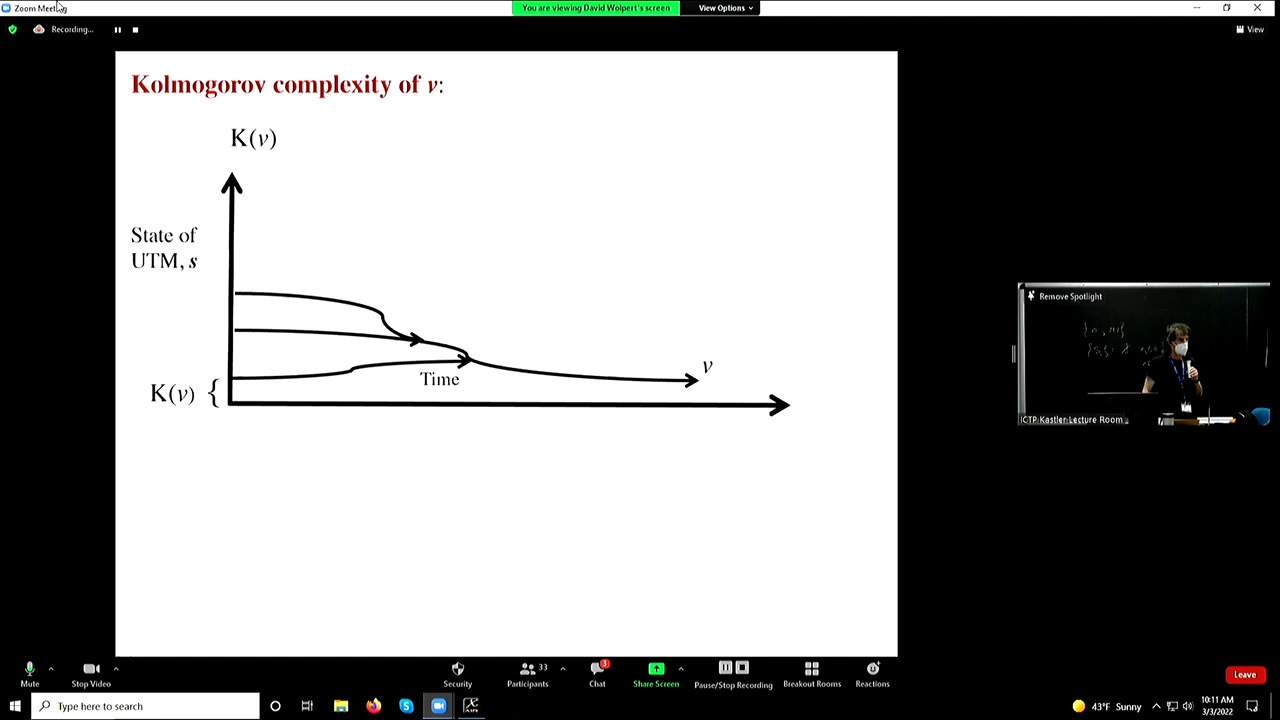 Zoom Meeting
You are viewing David Wolpert's screen
View Options
Recording...
View
Kolmogorov complexity of v:
K(v)
State of
UTM, s
v
Time
K(v) {
Remove Spotlight
ICTP Kastler Lecture Room
Mute
Stop Video
Security
33
Participants
3
Chat
Share Screen
Pause/Stop Recording
Breakout Rooms
Reactions
Leave
Type here to search
43°F Sunny
10:11 AM
3/3/2022